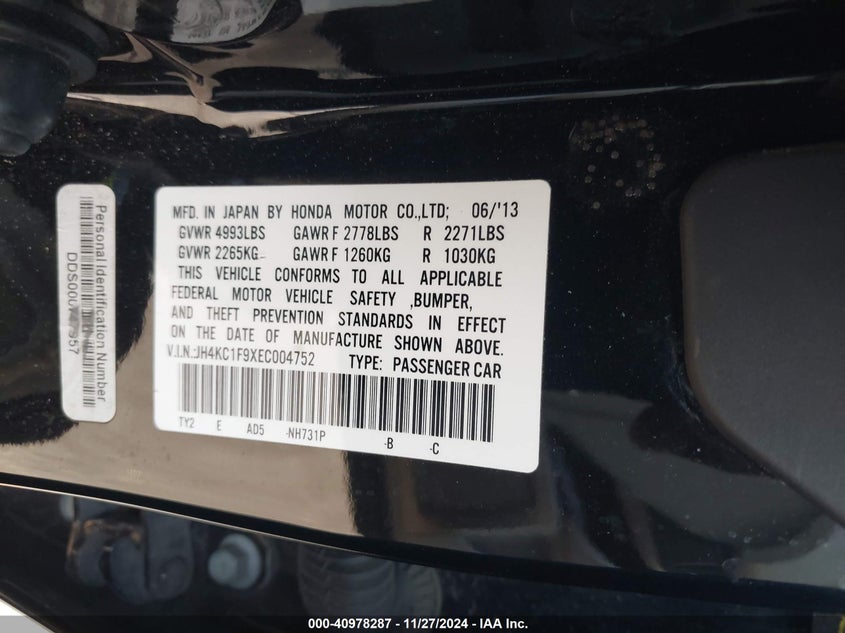 Personal Identification Number
MFD. IN JAPAN BY HONDA MOTOR CO.,LTD; 06/'13
GVWR 4993LBS GAWR F 2778LBS R 2271LBS
GVWR 2265KG GAWR F 1260KG R 1030KG
THIS VEHICLE CONFORMS TO ALL APPLICABLE
FEDERAL MOTOR VEHICLE SAFETY ,BUMPER,
AND THEFT PREVENTION STANDARDS IN EFFECT
ON THE DATE OF MANUFACTURE SHOWN ABOVE.
V.I.N.:JH4KC1F9XEC004752 TYPE: PASSENGER CAR
TY2 E AD5 -NH731P -B -C
000-40978287 - 11/27/2024 - IAA Inc.